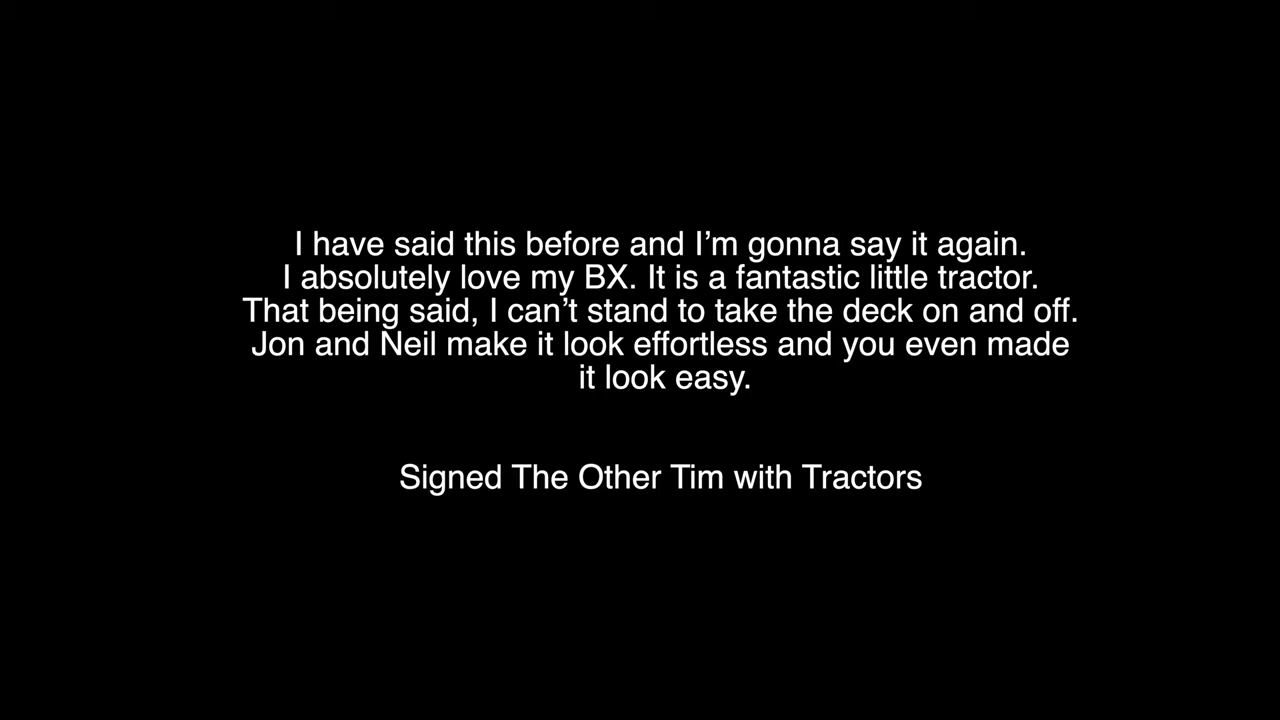 I have said this before and I’m gonna say it again.
I absolutely love my BX. It is a fantastic little tractor.
That being said, I can’t stand to take the deck on and off.
Jon and Neil make it look effortless and you even made
it look easy.
Signed The Other Tim with Tractors